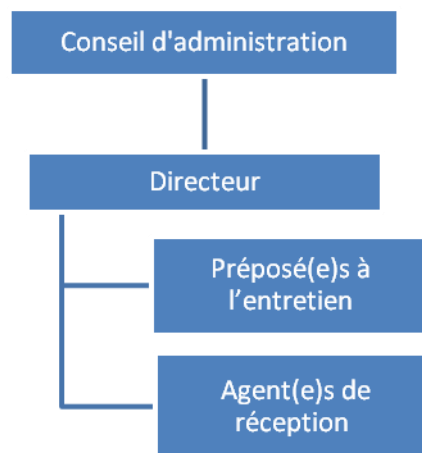 Conseil d'administration
Directeur
Préposé(e)s à
l’entretien
Agent(e)s de
réception